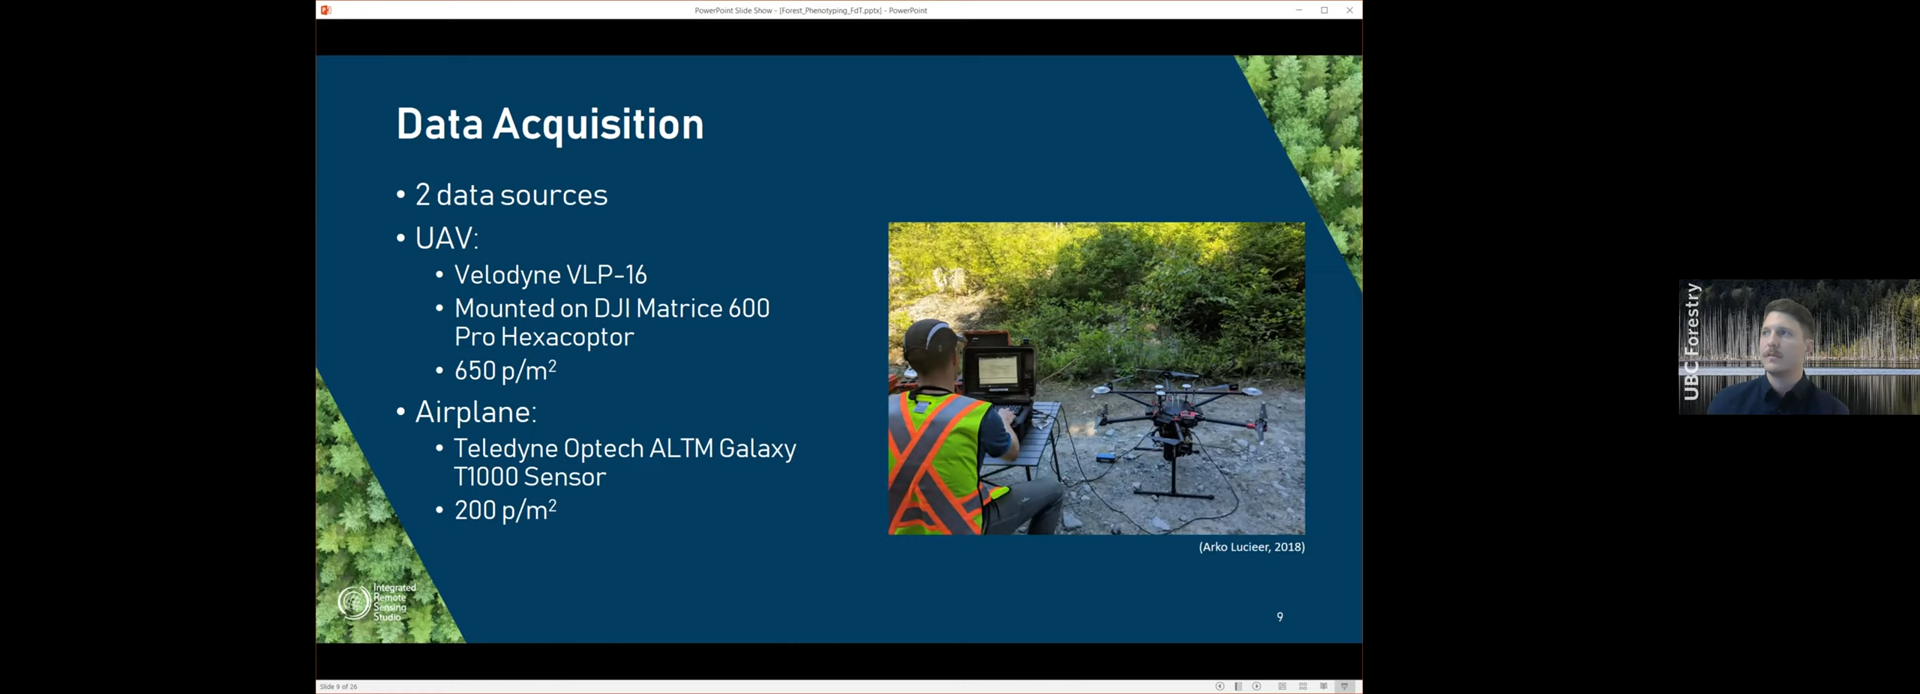 PowerPoint Slide Show - [Forest_Phenotyping_FdT.pptx] - PowerPoint
Data Acquisition
• 2 data sources
• UAV:
• Velodyne VLP-16
• Mounted on DJI Matrice 600
Pro Hexacoptor
• 650 p/m²
• Airplane:
• Teledyne Optech ALTM Galaxy
T1000 Sensor
• 200 p/m²
(Arko Lucieer, 2018)
Integrated
Remote
Sensing
Studio
9
Slide 9 of 26
UBC Forestry